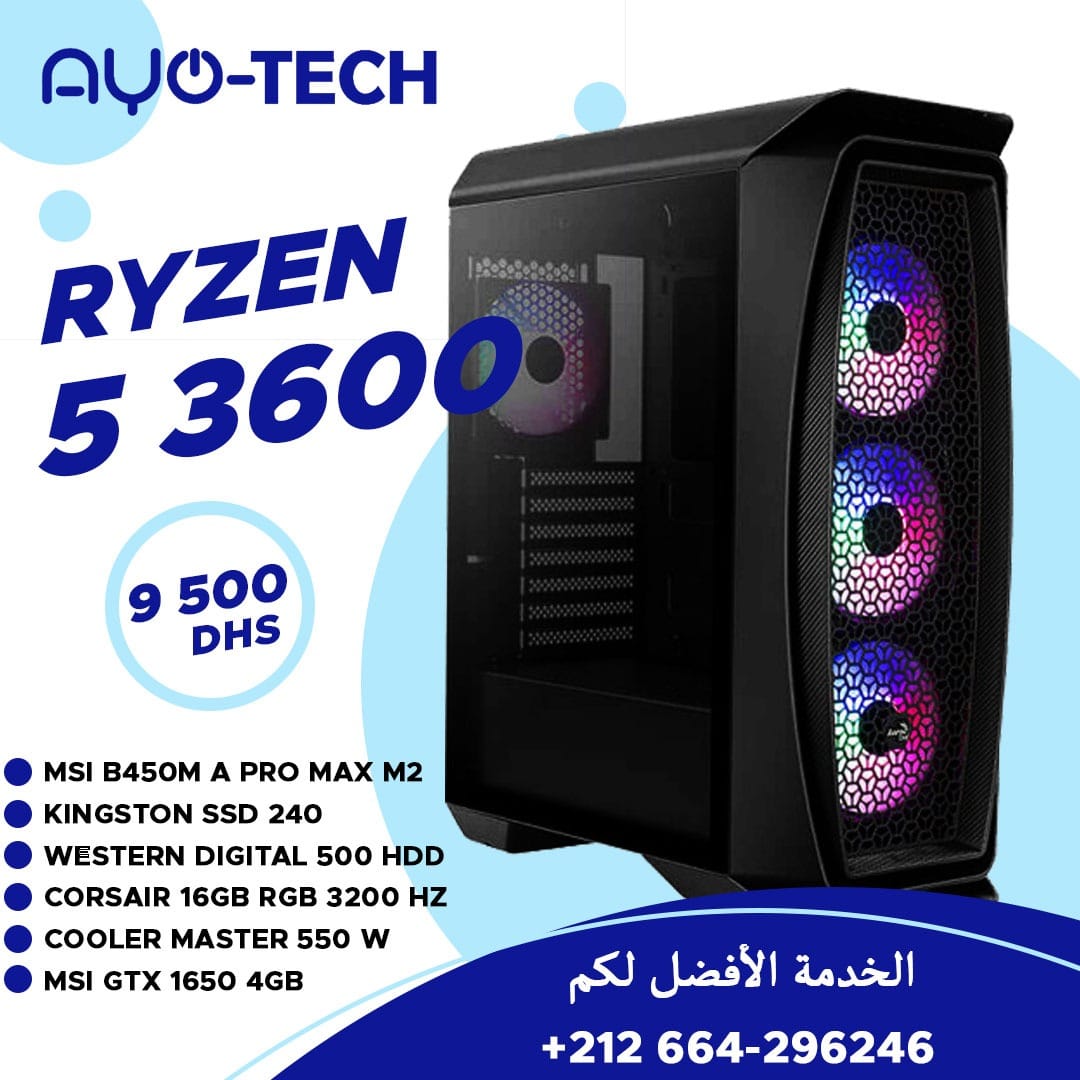 AYO-TECH
RYZEN
5 3600
9 500
DHS
MSI B450M A PRO MAX M2
KINGSTON SSD 240
WESTERN DIGITAL 500 HDD
CORSAIR 16GB RGB 3200 HZ
COOLER MASTER 550 W
MSI GTX 1650 4GB
الخدمة الأفضل لكم
+212 664-296246